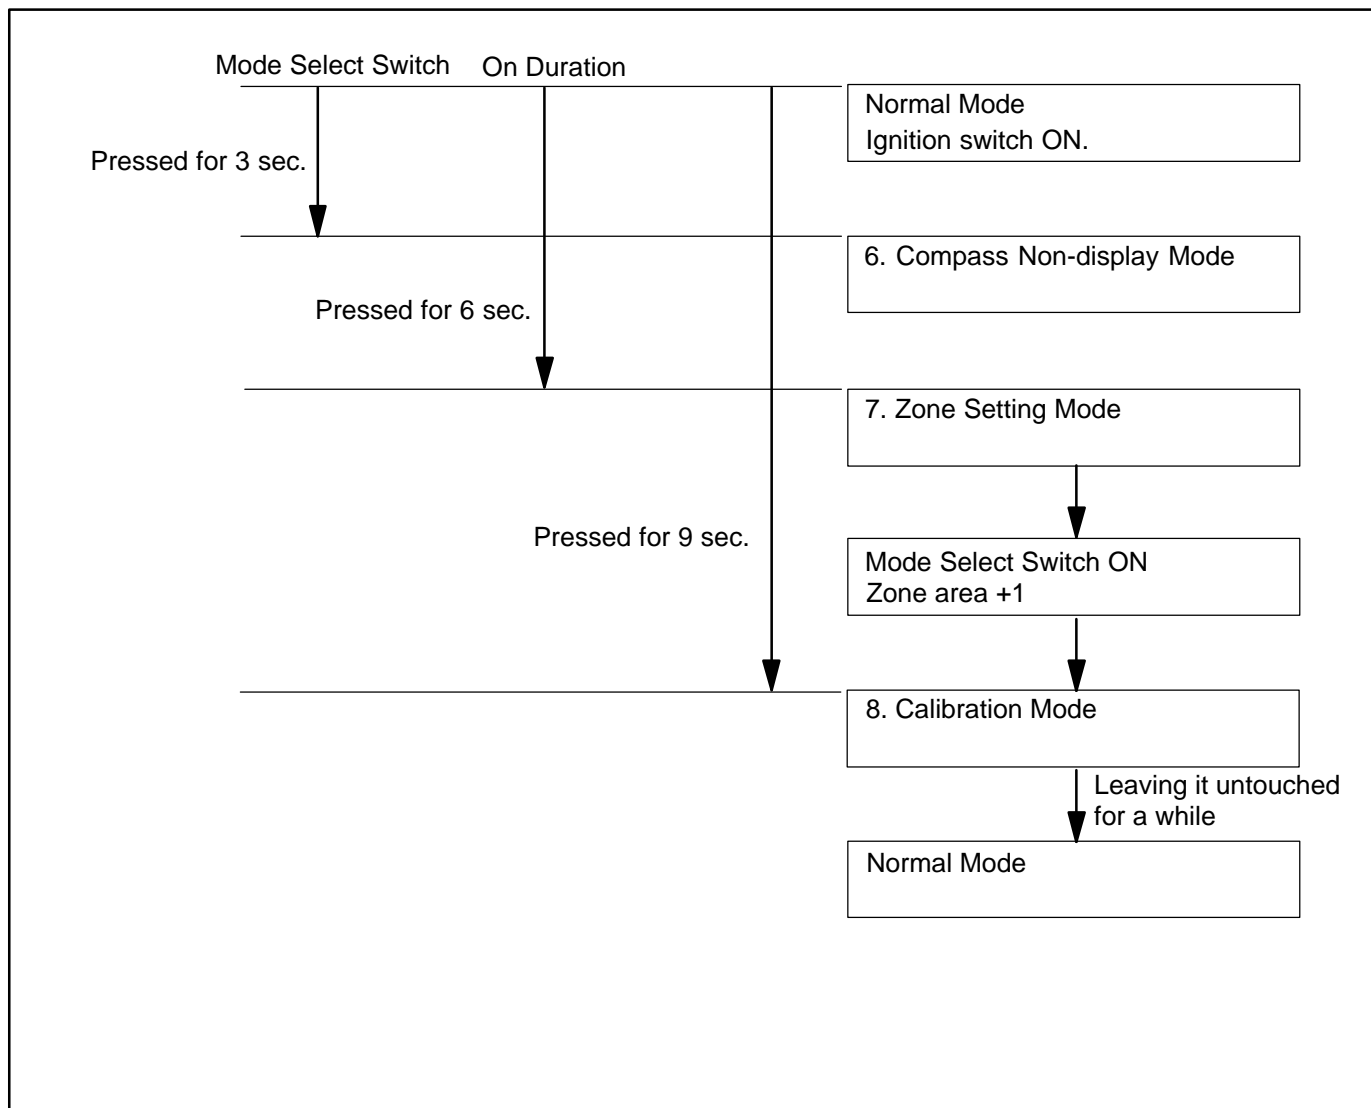 Mode Select Switch On Duration
Normal Mode
Ignition switch ON.
Pressed for 3 sec.
6. Compass Non-display Mode
Pressed for 6 sec.
7. Zone Setting Mode
Pressed for 9 sec.
Mode Select Switch ON
Zone area +1
8. Calibration Mode
Leaving it untouched
for a while
Normal Mode